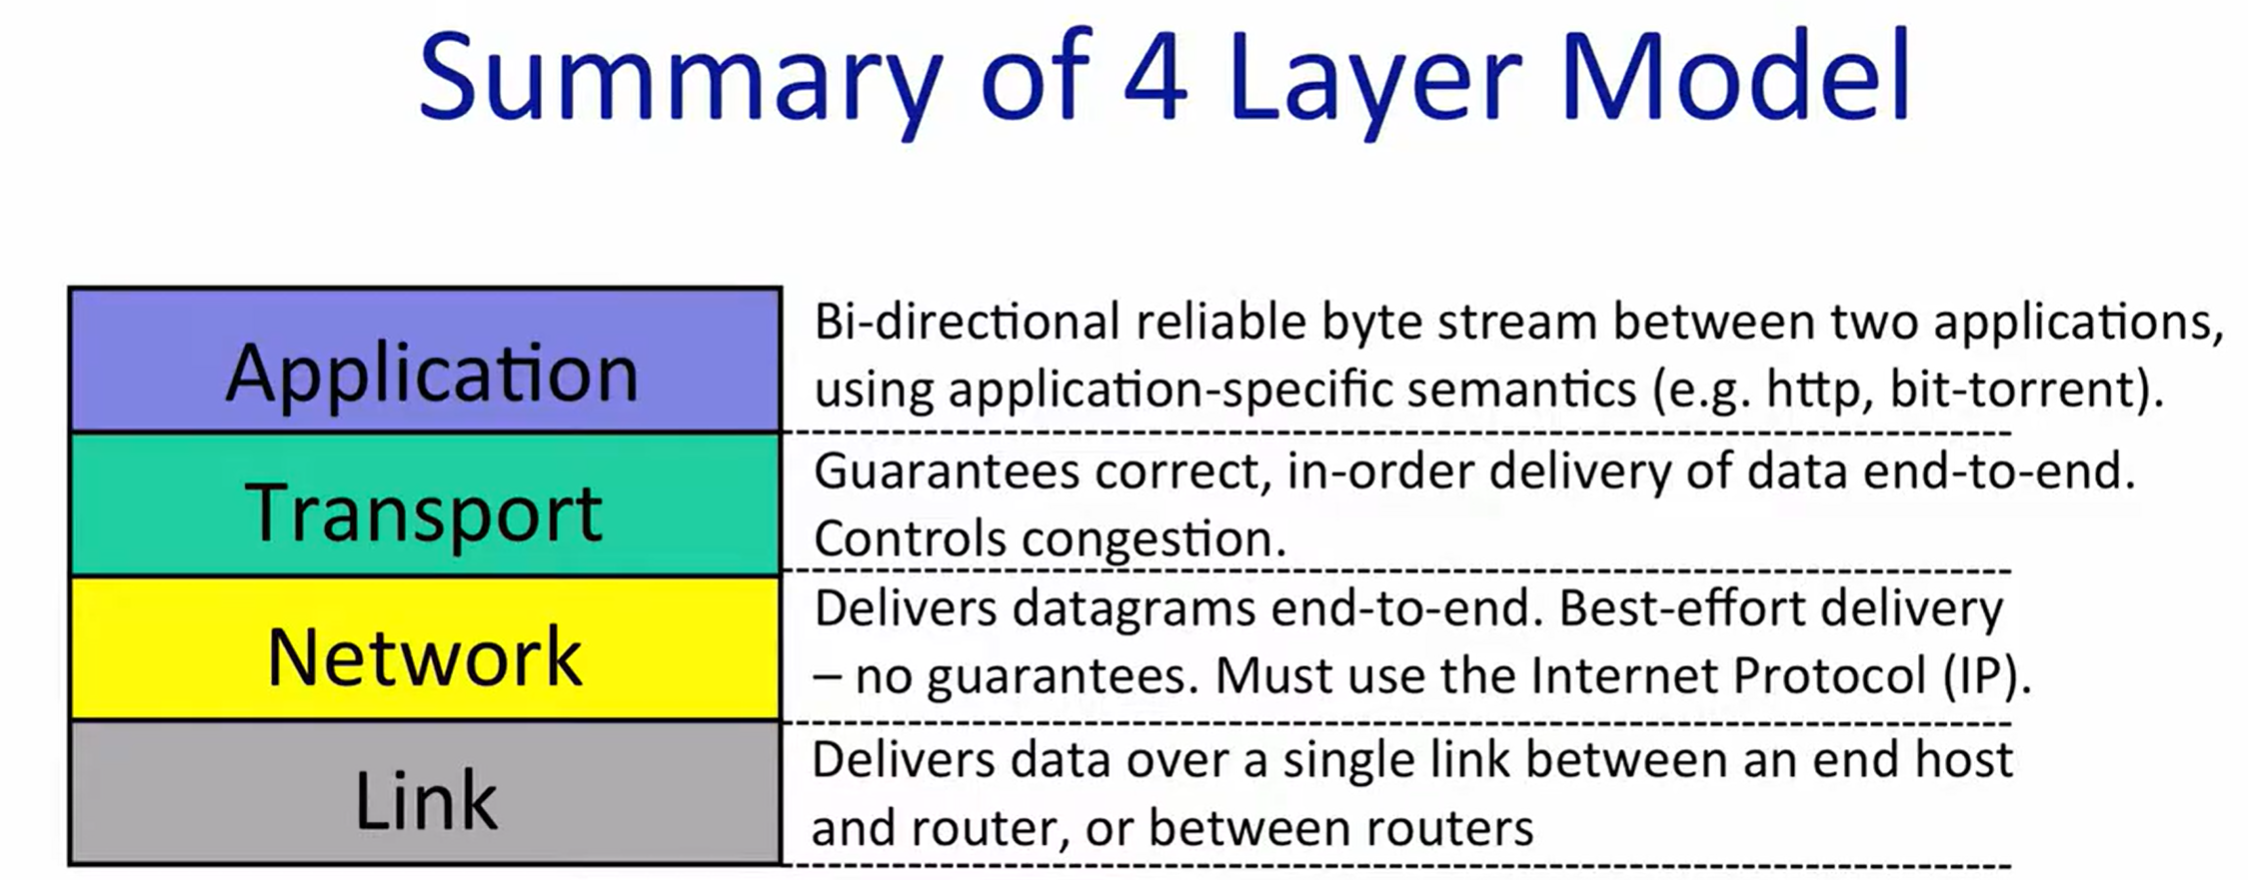 Summary of 4 Layer Model
Application
Bi-directional reliable byte stream between two applications,
using application-specific semantics (e.g. http, bit-torrent).
Transport
Guarantees correct, in-order delivery of data end-to-end.
Controls congestion.
Network
Delivers datagrams end-to-end. Best-effort delivery
– no guarantees. Must use the Internet Protocol (IP).
Link
Delivers data over a single link between an end host
and router, or between routers